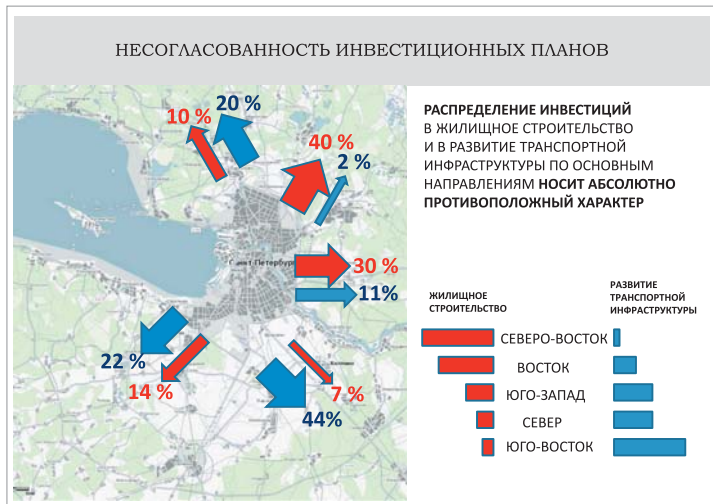 НЕСОГЛАСОВАННОСТЬ ИНВЕСТИЦИОННЫХ ПЛАНОВ
20 %
10 %
40 %
2 %
Санкт-Петербург
30 %
11%
22 %
14 %
7 %
44%
РАСПРЕДЕЛЕНИЕ ИНВЕСТИЦИЙ
В ЖИЛИЩНОЕ СТРОИТЕЛЬСТВО
И В РАЗВИТИЕ ТРАНСПОРТНОЙ
ИНФРАСТРУКТУРЫ ПО ОСНОВНЫМ
НАПРАВЛЕНИЯМ НОСИТ АБСОЛЮТНО
ПРОТИВОПОЛОЖНЫЙ ХАРАКТЕР
ЖИЛИЩНОЕ
СТРОИТЕЛЬСТВО
РАЗВИТИЕ
ТРАНСПОРТНОЙ
ИНФРАСТРУКТУРЫ
СЕВЕРО-ВОСТОК
ВОСТОК
ЮГО-ЗАПАД
СЕВЕР
ЮГО-ВОСТОК